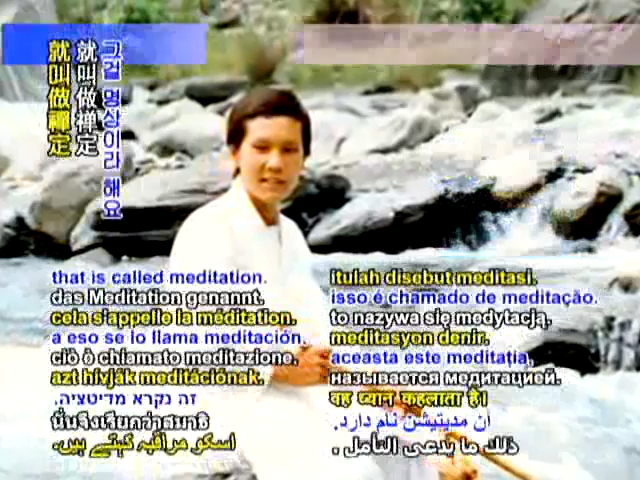 就叫做禪定
就叫做禅定
그걸 명상이라 해요
that is called meditation.
das Meditation genannt.
cela s'appelle la méditation.
a eso se lo llama meditación.
ciò è chiamato meditazione.
azt hívják meditációnak.
זה נקרא מדיטציה.
นั่นจึงเรียกว่าสมาธิ
اسکو مراقبہ کہتے ہیں.
itulah disebut meditasi.
isso é chamado de meditação.
to nazywa się medytacją.
meditasyon denir.
aceasta este meditaţia,
называется медитацией.
वह ध्यान कहलाता है।
آن مدیتیشن نام دارد.
ذلك ما يدعى التأمل .